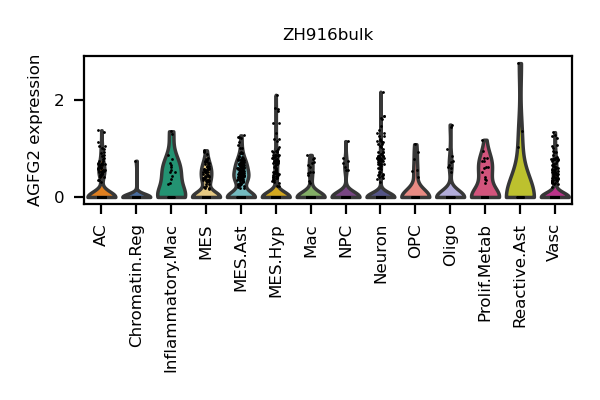 ZH916bulk
AGFG2 expression
2
0
AC
Chromatin.Reg
Inflammatory.Mac
MES
MES.Ast
MES.Hyp
Mac
NPC
Neuron
OPC
Oligo
Prolif.Metab
Reactive.Ast
Vasc